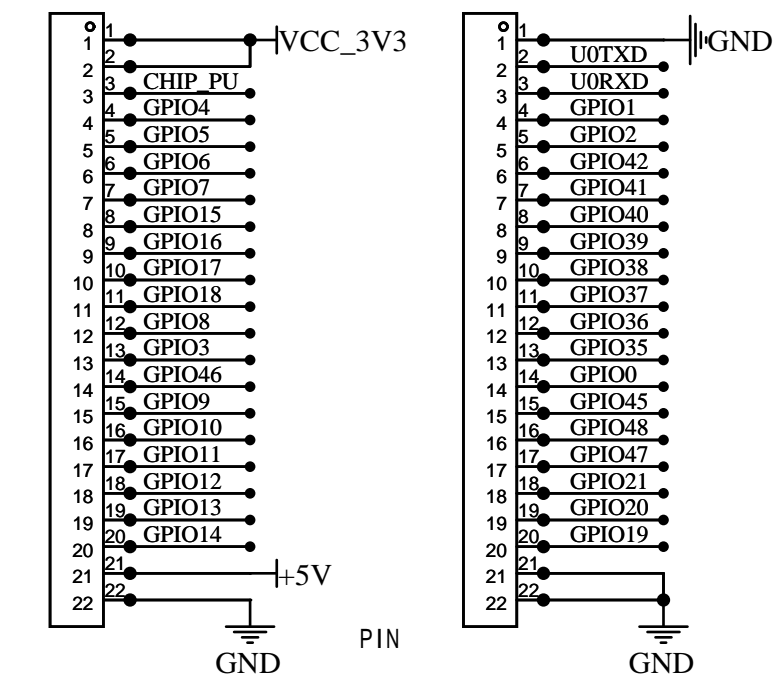 1 1 VCC_3V3
2 2
3 3 CHIP_PU
4 4 GPIO4
5 5 GPIO5
6 6 GPIO6
7 7 GPIO7
8 8 GPIO15
9 9 GPIO16
10 10 GPIO17
11 11 GPIO18
12 12 GPIO8
13 13 GPIO3
14 14 GPIO46
15 15 GPIO9
16 16 GPIO10
17 17 GPIO11
18 18 GPIO12
19 19 GPIO13
20 20 GPIO14
21 21 +5V
22 22
GND
PIN
1 1 GND
2 2 U0TXD
3 3 U0RXD
4 4 GPIO1
5 5 GPIO2
6 6 GPIO42
7 7 GPIO41
8 8 GPIO40
9 9 GPIO39
10 10 GPIO38
11 11 GPIO37
12 12 GPIO36
13 13 GPIO35
14 14 GPIO0
15 15 GPIO45
16 16 GPIO48
17 17 GPIO47
18 18 GPIO21
19 19 GPIO20
20 20 GPIO19
21 21
22 22
GND